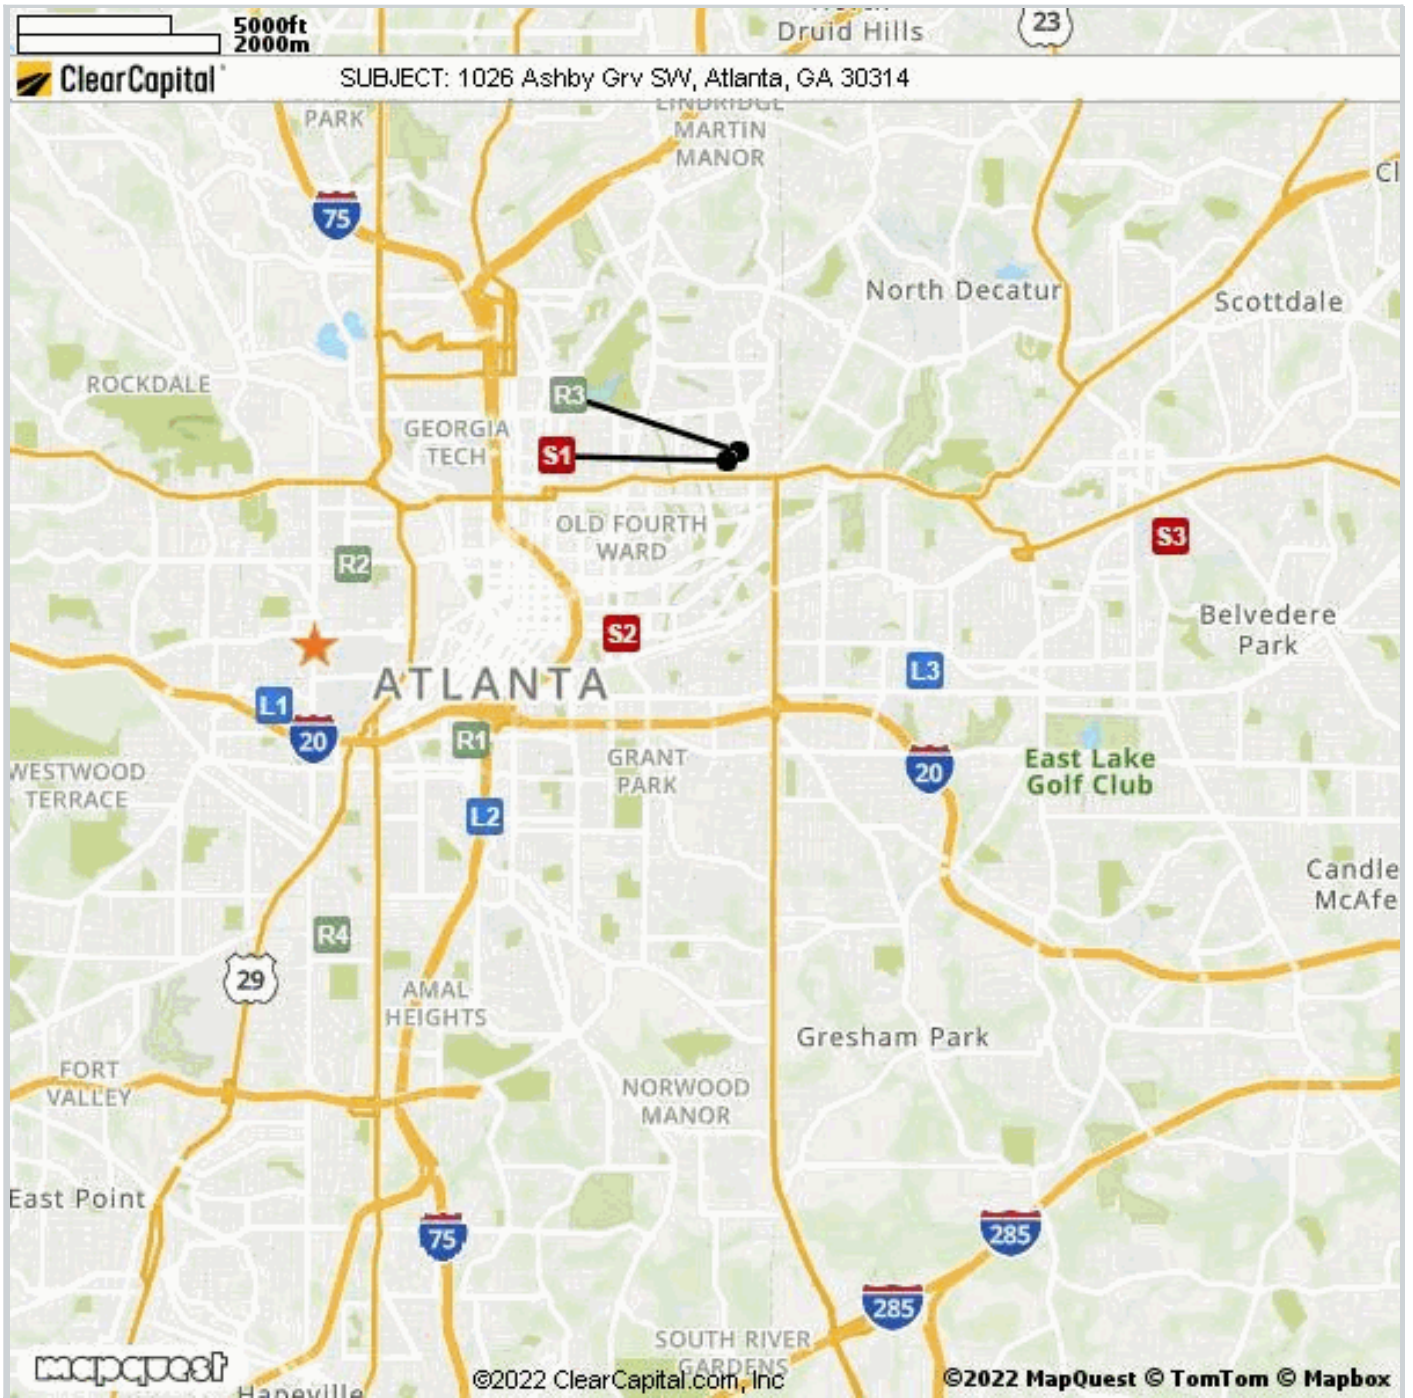 5000ft
2000m
Druid Hills
23
ClearCapital
SUBJECT: 1026 Ashby Grv SW, Atlanta, GA 30314
PARK
LINDRIDGE
MARTIN
MANOR
75
North Decatur
Scottdale
ROCKDALE
R3
GEORGIA
TECH
S1
OLD FOURTH
WARD
S3
R2
Belvedere
Park
S2
L3
ATLANTA
L1
20
R1
GRANT
PARK
20
East Lake
Golf Club
WESTWOOD
TERRACE
L2
Candle
McAfe
R4
29
AMAL
HEIGHTS
Gresham Park
FORT
VALLEY
NORWOOD
MANOR
East Point
75
285
285
SOUTH RIVER
GARDENS
mapquest
©2022 ClearCapital.com, Inc
©2022 MapQuest © TomTom © Mapbox
Hapeville